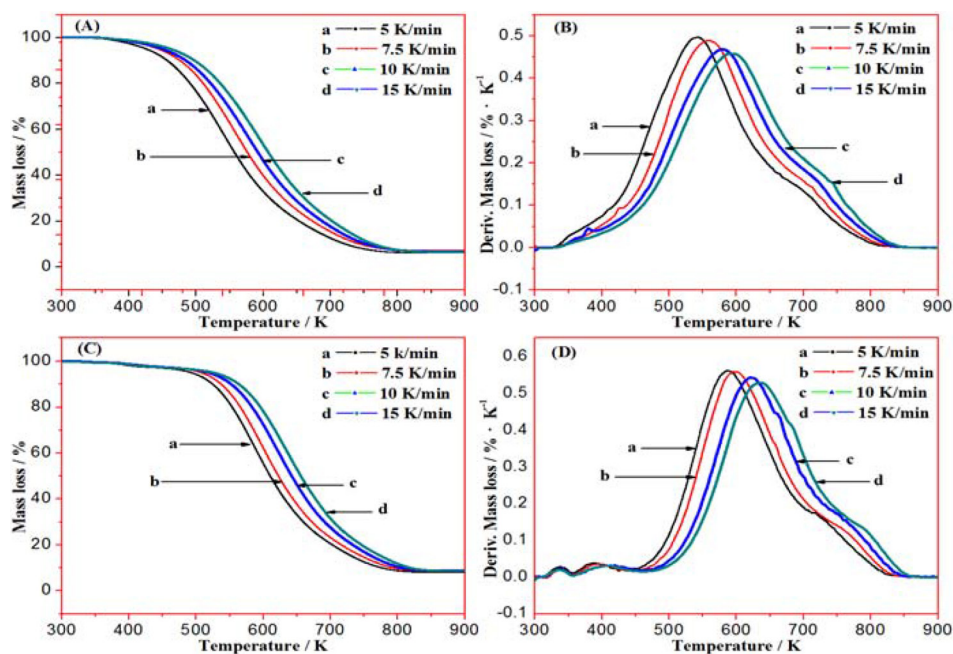 (A)
a 5 K/min
b 7.5 K/min
c 10 K/min
d 15 K/min
100
80
60
40
20
0
Mass loss / %
a
b
c
d
300 400 500 600 700 800 900
Temperature / K
(B)
a 5 K/min
b 7.5 K/min
c 10 K/min
d 15 K/min
0.5
0.4
0.3
0.2
0.1
0.0
-0.1
Deriv. Mass loss / % · K⁻¹
a
b
c
d
300 400 500 600 700 800 900
Temperature / K
(C)
a 5 k/min
b 7.5 K/min
c 10 K/min
d 15 K/min
100
80
60
40
20
0
Mass loss / %
a
b
c
d
300 400 500 600 700 800 900
Temperature / K
(D)
a 5 K/min
b 7.5 K/min
c 10 K/min
d 15 K/min
0.6
0.5
0.4
0.3
0.2
0.1
0.0
-0.1
Deriv. Mass loss / % · K⁻¹
a
b
c
d
300 400 500 600 700 800 900
Temperature / K